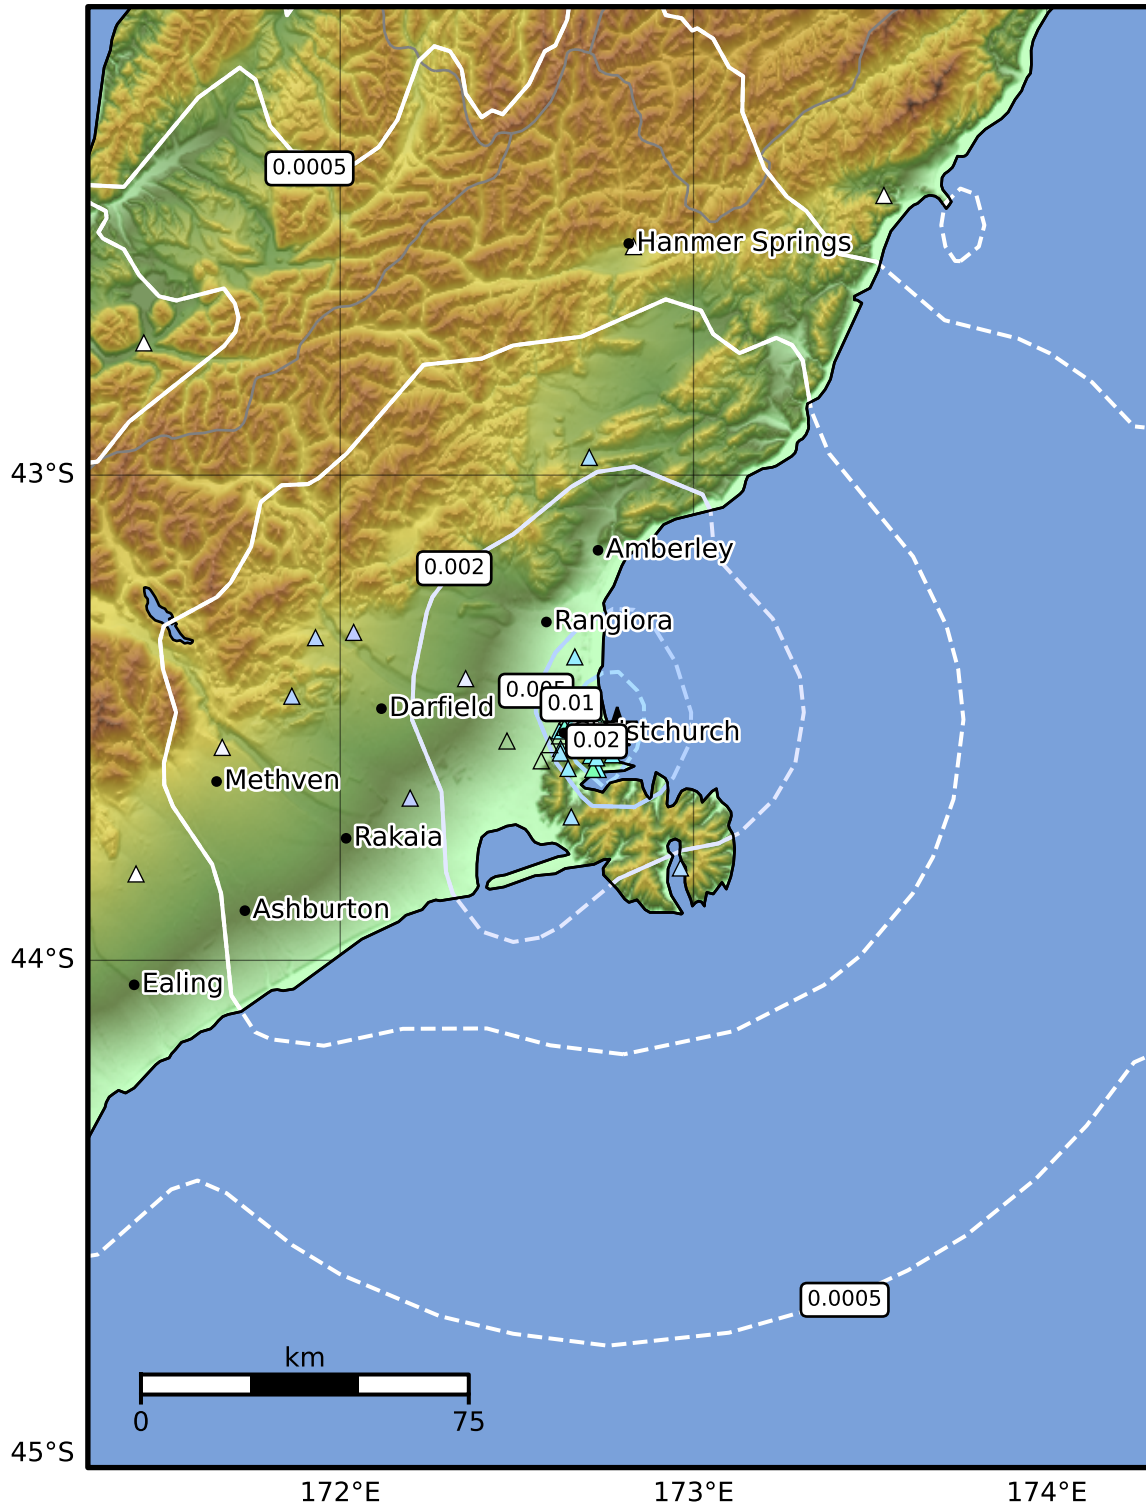 0.0005
Hanmer Springs
43°S
Amberley
0.002
Rangiora
0.01
Darfield
0.02
Methven
Rakaia
Ashburton
44°S
Ealing
0.0005
km
0
75
45°S
172°E
173°E
174°E